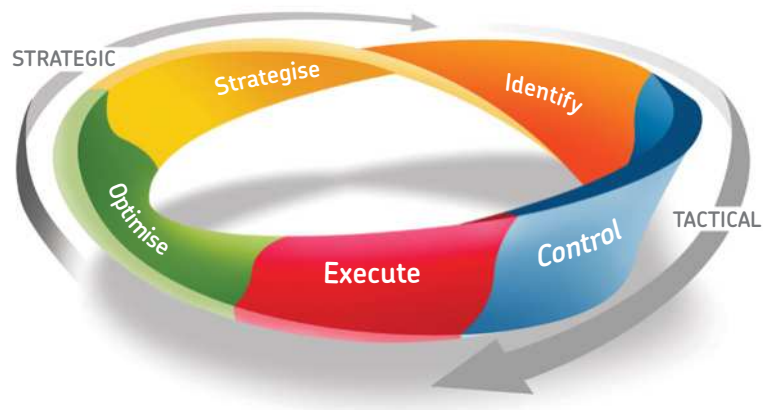 STRATEGIC
Strategise
Identify
TACTICAL
Control
Execute
Optimise